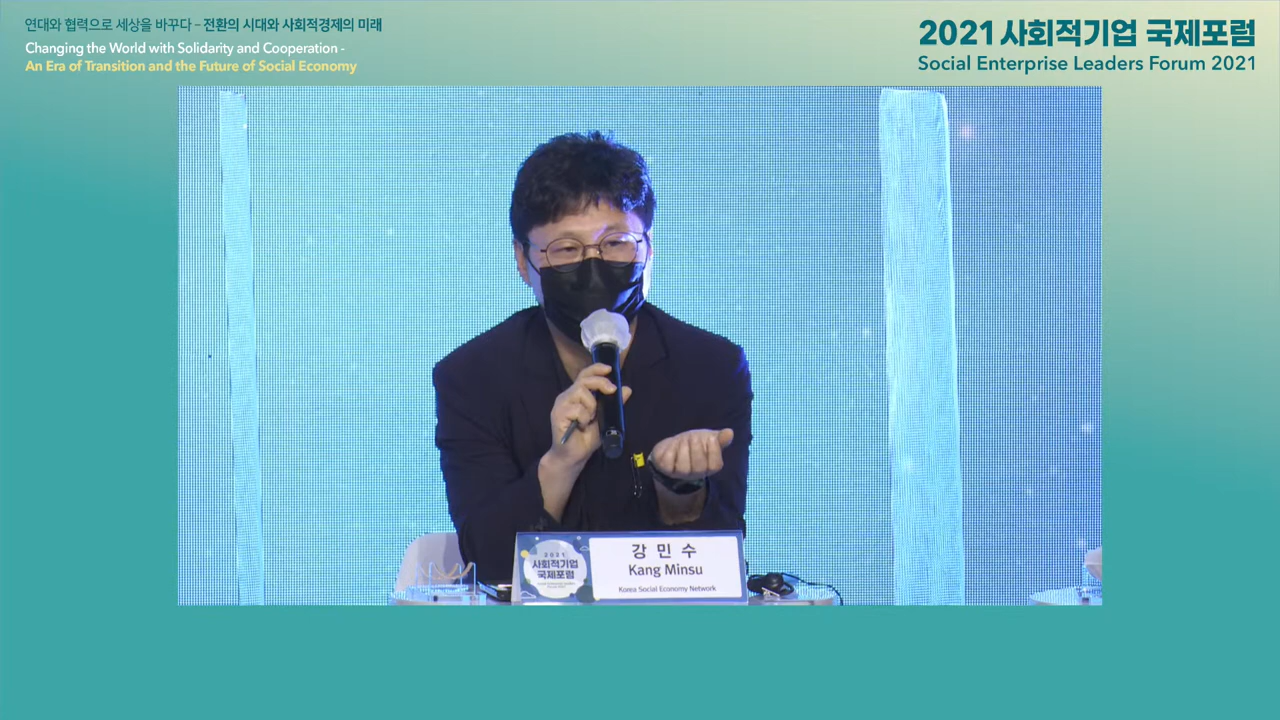 연대와 협력으로 세상을 바꾸다 – 전환의 시대와 사회적경제의 미래
Changing the World with Solidarity and Cooperation -
An Era of Transition and the Future of Social Economy
2021 사회적기업 국제포럼
Social Enterprise Leaders Forum 2021
2021
사회적기업
국제포럼
강 민 수
Kang Minsu
Korea Social Economy Network